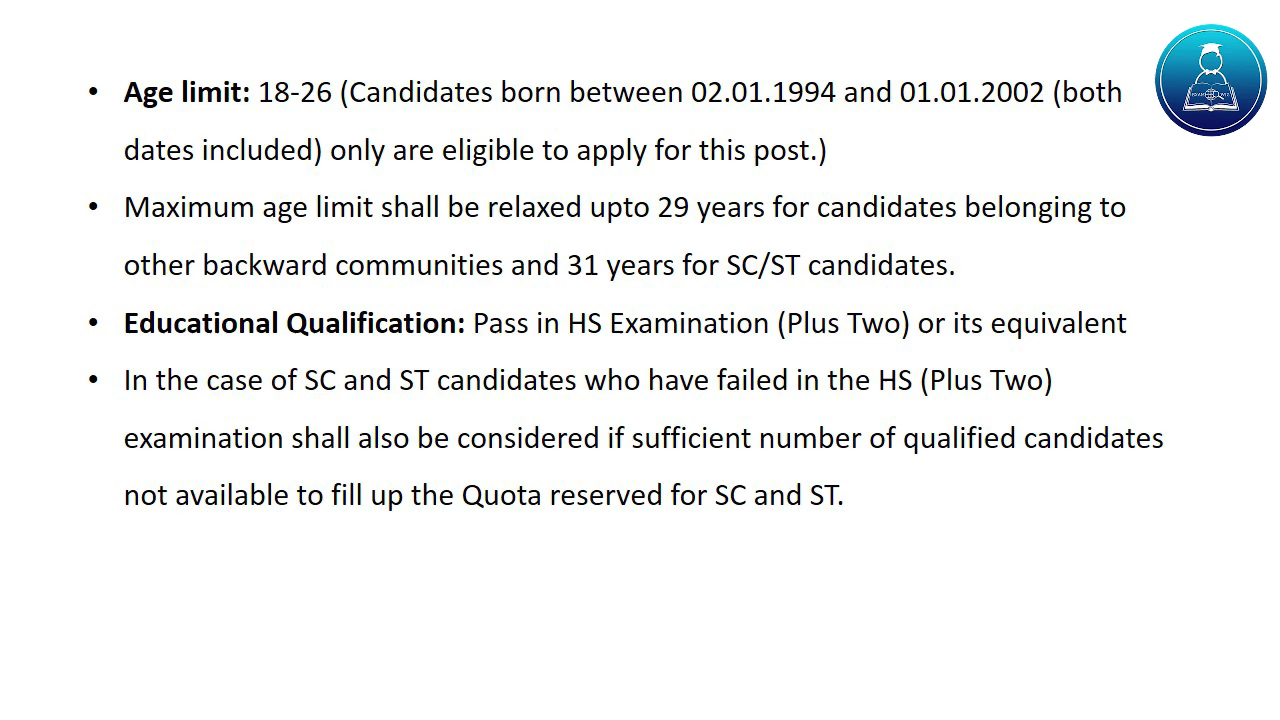 • Age limit: 18-26 (Candidates born between 02.01.1994 and 01.01.2002 (both
dates included) only are eligible to apply for this post.)
• Maximum age limit shall be relaxed upto 29 years for candidates belonging to
other backward communities and 31 years for SC/ST candidates.
• Educational Qualification: Pass in HS Examination (Plus Two) or its equivalent
• In the case of SC and ST candidates who have failed in the HS (Plus Two)
examination shall also be considered if sufficient number of qualified candidates
not available to fill up the Quota reserved for SC and ST.